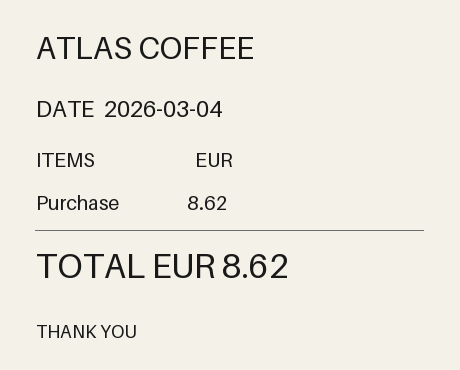 ATLAS COFFEE
DATE 2026-03-04
ITEMS EUR
Purchase 8.62
TOTAL EUR 8.62
THANK YOU